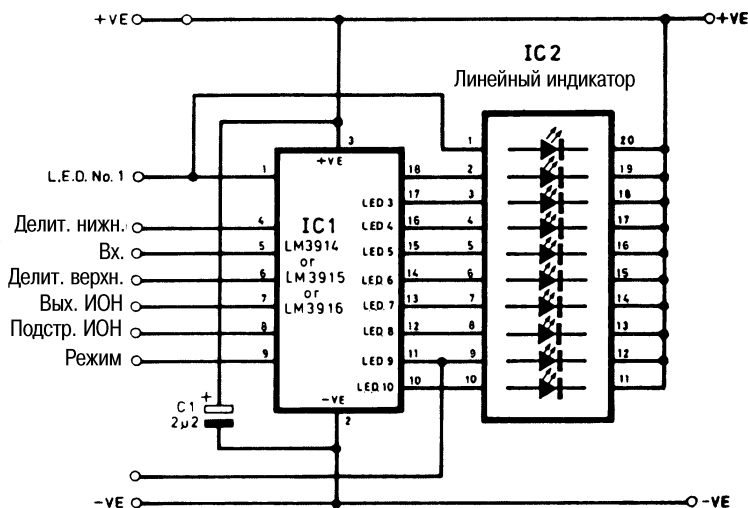 +VE
+VE
IC2
Линейный индикатор
3
+VE
L.E.D. No. 1
1
18
1
20
17
LED 3
2
19
Делит. нижн.
4
IC1
16
LED 4
3
18
Вх.
5
LM3914
or
LM3915
or
LM3916
15
LED 5
4
17
Делит. верхн.
6
14
LED 6
5
16
Вых. ИОН
7
13
LED 7
6
15
Подстр. ИОН
8
12
LED 8
7
14
Режим
9
11
LED 9
8
13
10
LED 10
9
12
10
11
C1
+
2µ2
-VE
2
-VE
-VE